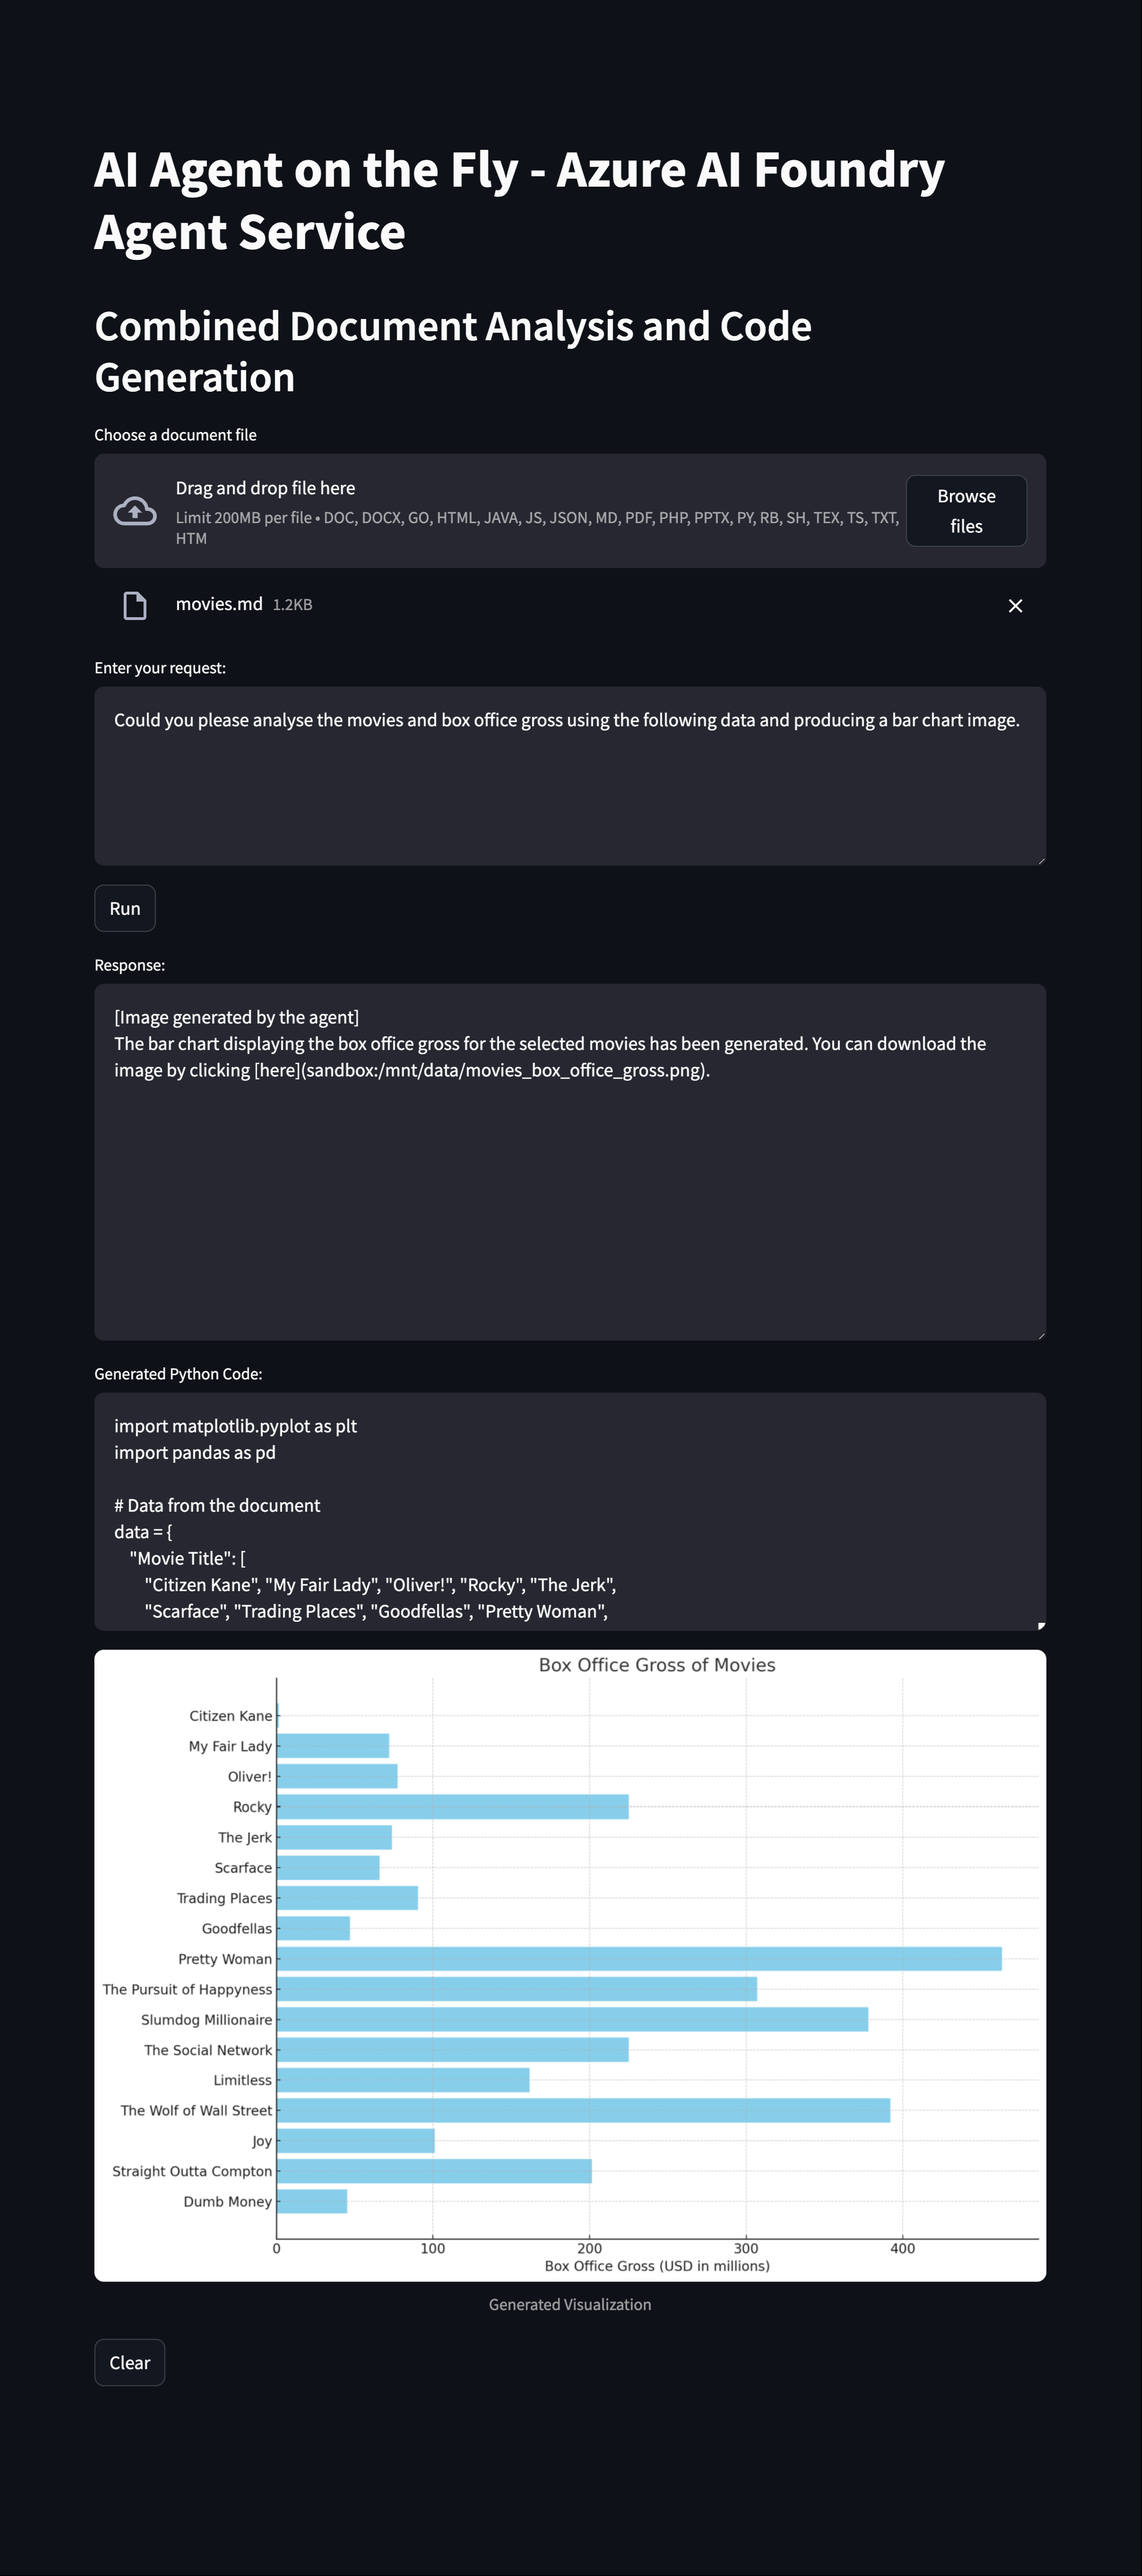 AI Agent on the Fly - Azure AI Foundry
Agent Service
Combined Document Analysis and Code
Generation
Choose a document file
Drag and drop file here
Limit 200MB per file • DOC, DOCX, GO, HTML, JAVA, JS, JSON, MD, PDF, PHP, PPTX, PY, RB, SH, TEX, TS, TXT,
HTM
Browse
files
movies.md 1.2KB
Enter your request:
Could you please analyse the movies and box office gross using the following data and producing a bar chart image.
Run
Response:
[Image generated by the agent]
The bar chart displaying the box office gross for the selected movies has been generated. You can download the
image by clicking [here](sandbox:/mnt/data/movies_box_office_gross.png).
Generated Python Code:
import matplotlib.pyplot as plt
import pandas as pd
# Data from the document
data = {
"Movie Title": [
"Citizen Kane", "My Fair Lady", "Oliver!", "Rocky", "The Jerk",
"Scarface", "Trading Places", "Goodfellas", "Pretty Woman",
Box Office Gross of Movies
Citizen Kane
My Fair Lady
Oliver!
Rocky
The Jerk
Scarface
Trading Places
Goodfellas
Pretty Woman
The Pursuit of Happyness
Slumdog Millionaire
The Social Network
Limitless
The Wolf of Wall Street
Joy
Straight Outta Compton
Dumb Money
0 100 200 300 400
Box Office Gross (USD in millions)
Generated Visualization
Clear